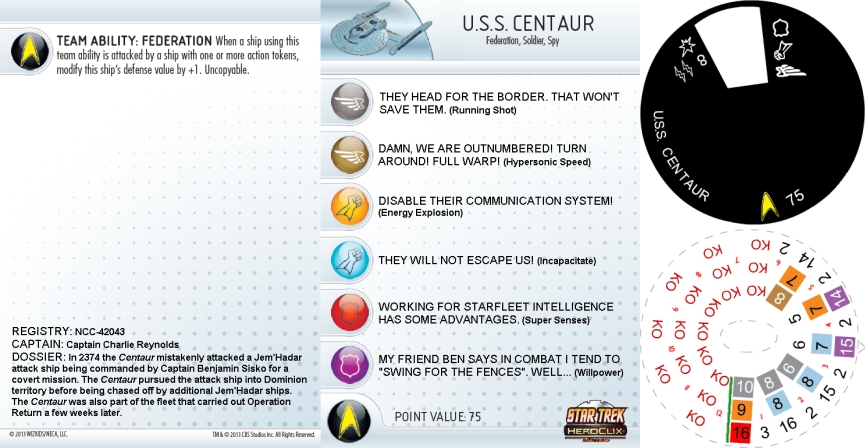 TEAM ABILITY: FEDERATION When a ship using this
team ability is attacked by a ship with one or more action tokens,
modify this ship's defense value by +1. Uncopyable.
REGISTRY: NCC-42043
CAPTAIN: Captain Charlie Reynolds
DOSSIER: In 2374 the Centaur mistakenly attacked a Jem'Hadar
attack ship being commanded by Captain Benjamin Sisko for a
covert mission. The Centaur pursued the attack ship into Dominion
territory before being chased off by additional Jem'Hadar ships.
The Centaur was also part of the fleet that carried out Operation
Return a few weeks later.
© 2013 WIZKIDS/NECA, LLC.
U.S.S. CENTAUR
Federation, Soldier, Spy
THEY HEAD FOR THE BORDER. THAT WON'T
SAVE THEM. (Running Shot)
DAMN, WE ARE OUTNUMBERED! TURN
AROUND! FULL WARP! (Hypersonic Speed)
DISABLE THEIR COMMUNICATION SYSTEM!
(Energy Explosion)
THEY WILL NOT ESCAPE US! (Incapacitate)
WORKING FOR STARFLEET INTELLIGENCE
HAS SOME ADVANTAGES. (Super Senses)
MY FRIEND BEN SAYS IN COMBAT I TEND TO
"SWING FOR THE FENCES". WELL... (Willpower)
POINT VALUE: 75
STAR TREK
HEROCLIX
TM & © 2013 CBS Studios Inc. All Rights Reserved.
8
U.S.S. CENTAUR
75
10
9
16
3
8
8
16
2
6
8
15
2
6
7
15
2
5
7
14
2
8
7
14
2
KO KO KO
KO KO KO
KO KO KO
KO KO KO
KO KO KO
KO KO KO